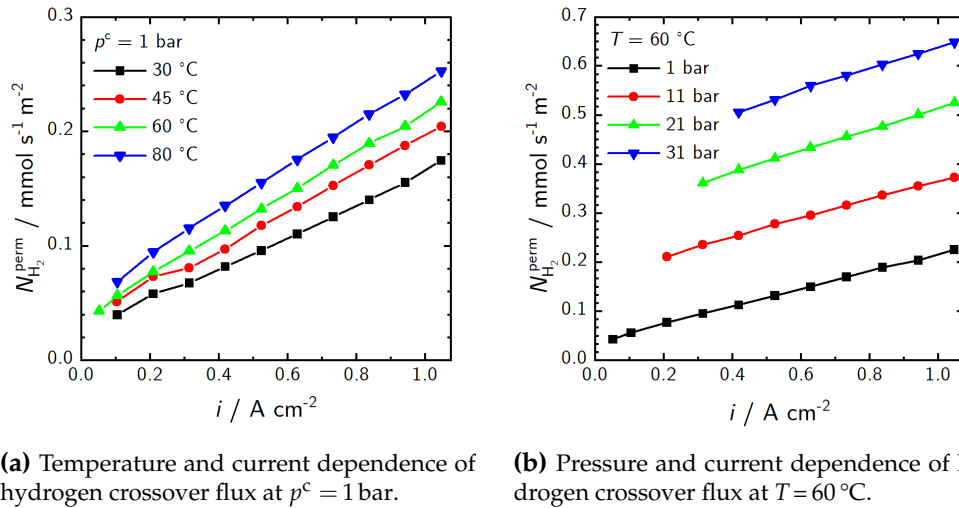 0.3
0.2
0.1
0.0
N_{H_2}^{perm} / mmol s^{-1} m^{-2}
p^c = 1 bar
30 °C
45 °C
60 °C
80 °C
0.0 0.2 0.4 0.6 0.8 1.0
i / A cm^{-2}
0.7
0.6
0.5
0.4
0.3
0.2
0.1
0.0
N_{H_2}^{perm} / mmol s^{-1} m^{-2}
T = 60 °C
1 bar
11 bar
21 bar
31 bar
0.0 0.2 0.4 0.6 0.8 1.0
i / A cm^{-2}
(a) Temperature and current dependence of
hydrogen crossover flux at p^c = 1 bar.
(b) Pressure and current dependence of
drogen crossover flux at T = 60 °C.